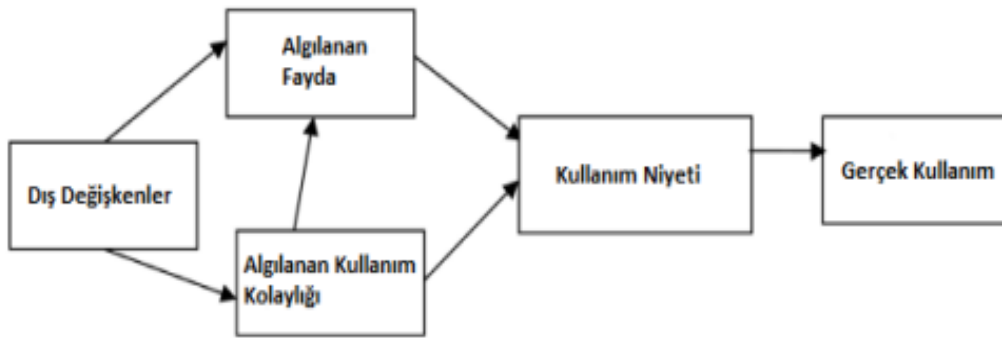 Algılanan
Fayda
Dış Değişkenler
Algılanan Kullanım
Kolaylığı
Kullanım Niyeti
Gerçek Kullanım